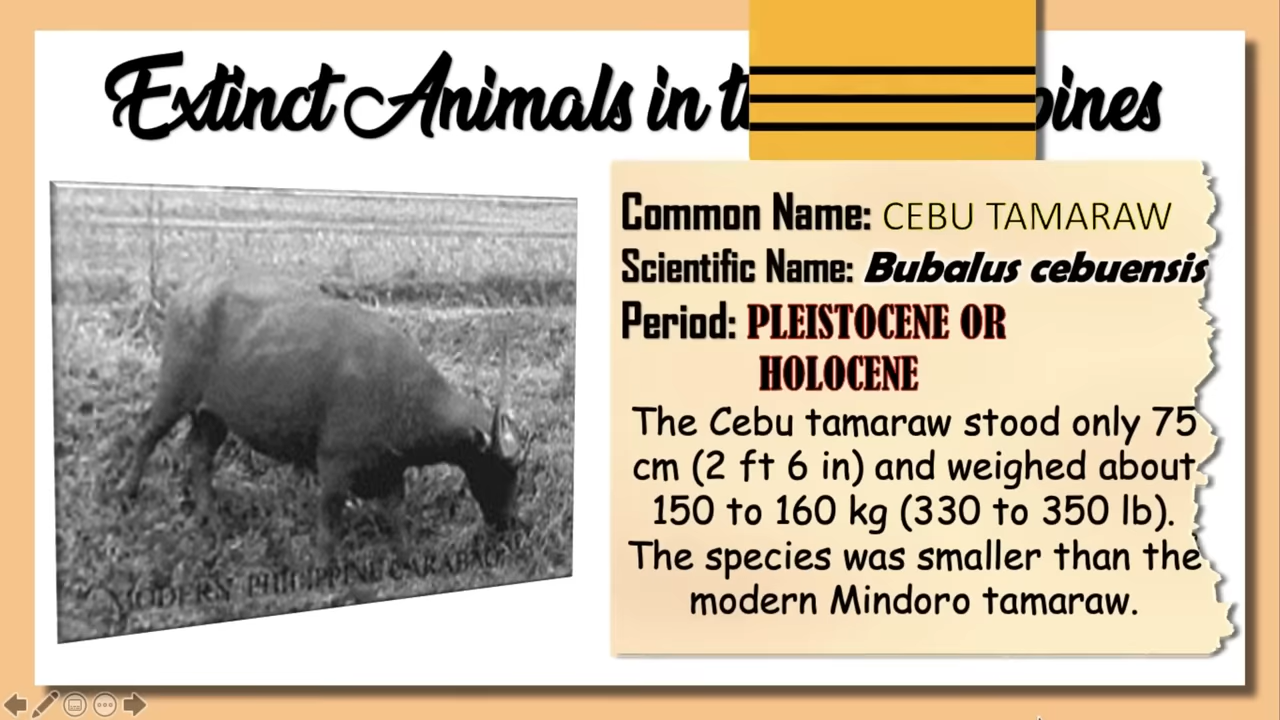 Extinct Animals in t pines
MODERN PHILIPPINE CARABAO
Common Name: CEBU TAMARAW
Scientific Name: Bubalus cebuensis
Period: PLEISTOCENE OR
HOLOCENE
The Cebu tamaraw stood only 75
cm (2 ft 6 in) and weighed about
150 to 160 kg (330 to 350 lb).
The species was smaller than the
modern Mindoro tamaraw.